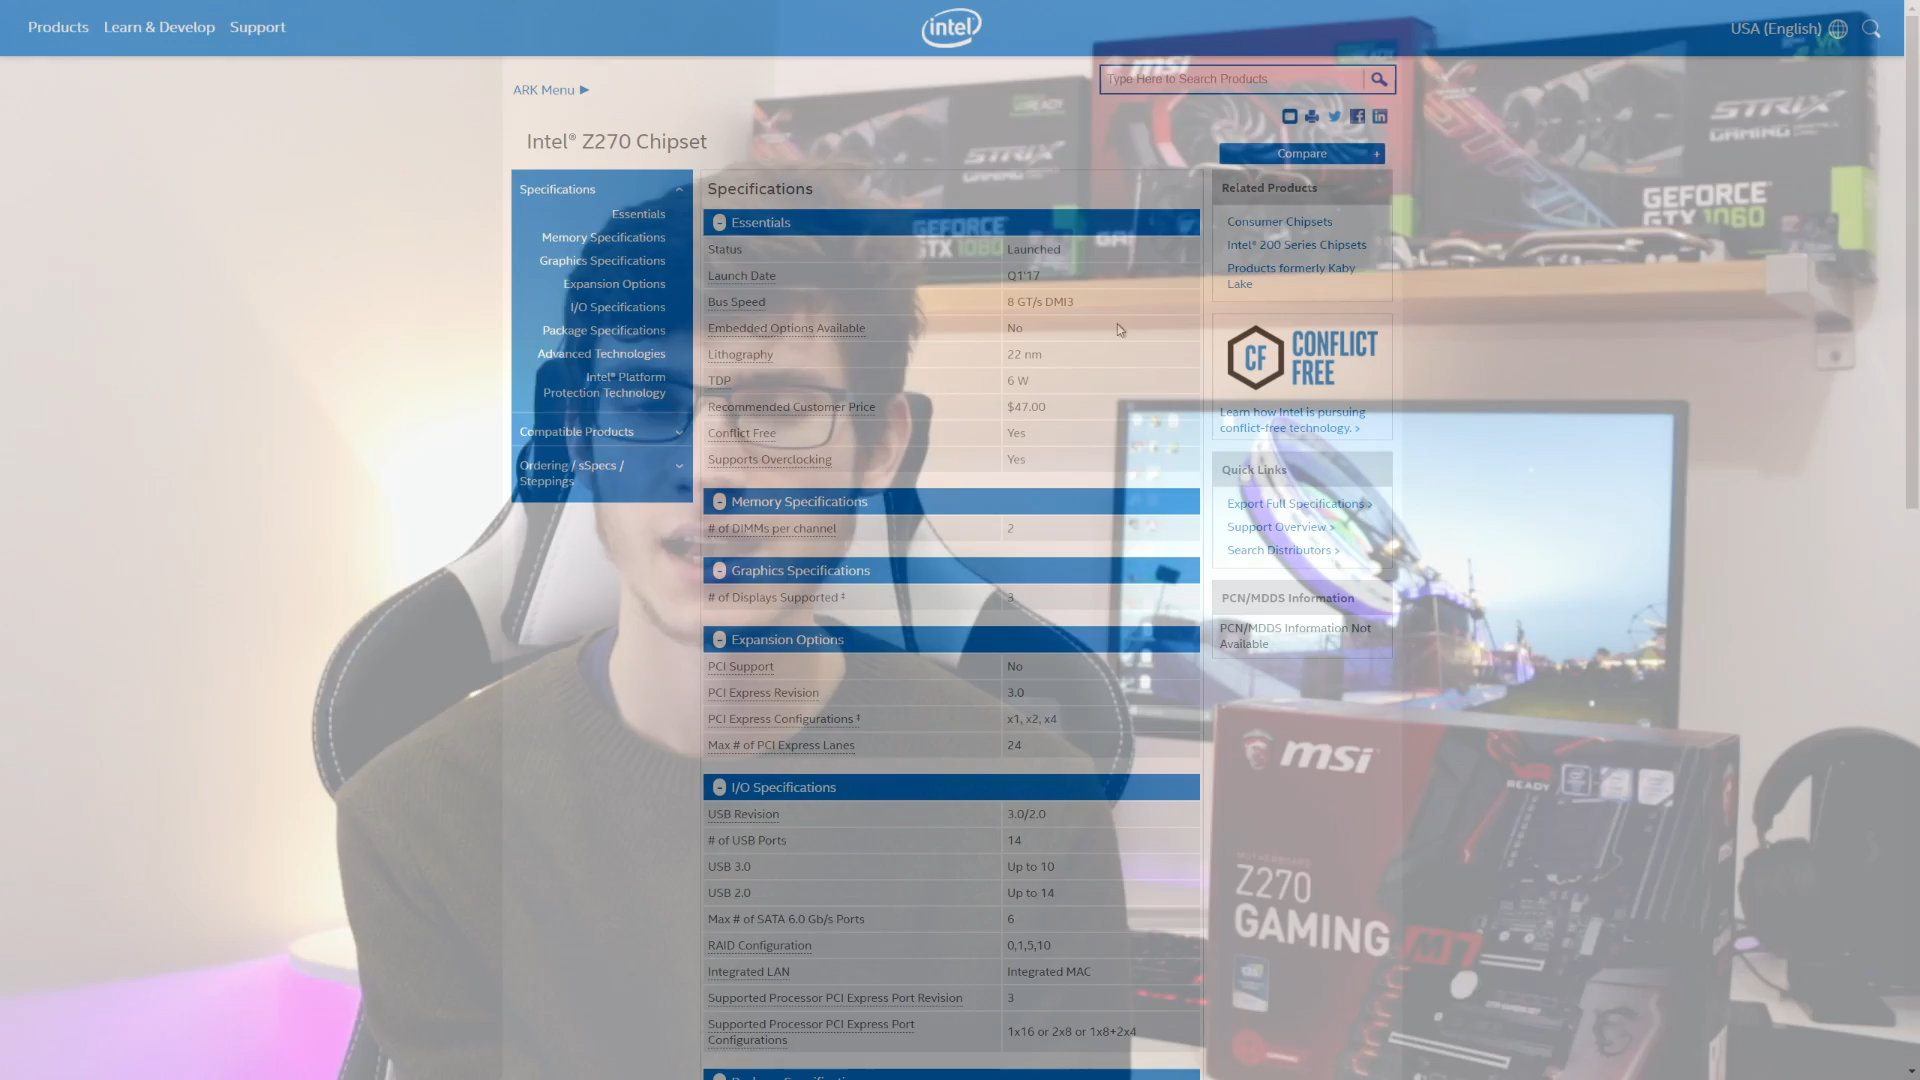 Products Learn & Develop Support
intel
USA (English)
ARK Menu ►
Type Here to Search Products
Intel® Z270 Chipset
Compare +
Specifications
Essentials
Memory Specifications
Graphics Specifications
Expansion Options
I/O Specifications
Package Specifications
Advanced Technologies
Intel® Platform
Protection Technology
Compatible Products
Ordering / sSpecs /
Steppings
Specifications
Essentials
Status Launched
Launch Date Q1'17
Bus Speed 8 GT/s DMI3
Embedded Options Available No
Lithography 22 nm
TDP 6 W
Recommended Customer Price $47.00
Conflict Free Yes
Supports Overclocking Yes
Memory Specifications
# of DIMMs per channel 2
Graphics Specifications
# of Displays Supported ‡ 3
Expansion Options
PCI Support No
PCI Express Revision 3.0
PCI Express Configurations ‡ x1, x2, x4
Max # of PCI Express Lanes 24
I/O Specifications
USB Revision 3.0/2.0
# of USB Ports 14
USB 3.0 Up to 10
USB 2.0 Up to 14
Max # of SATA 6.0 Gb/s Ports 6
RAID Configuration 0,1,5,10
Integrated LAN Integrated MAC
Supported Processor PCI Express Port Revision 3
Supported Processor PCI Express Port
Configurations 1x16 or 2x8 or 1x8+2x4
Related Products
Consumer Chipsets
Intel® 200 Series Chipsets
Products formerly Kaby
Lake
CF CONFLICT
FREE
Learn how Intel is pursuing
conflict-free technology. >
Quick Links
Export Full Specifications >
Support Overview >
Search Distributors >
PCN/MDDS Information
PCN/MDDS Information Not
Available
msi
STRIX
GAMING
GEFORCE
GTX 1080
STRIX
GAMING
GEFORCE
GTX 1060
msi
READY
MOTHERBOARD
Z270
GAMING M7